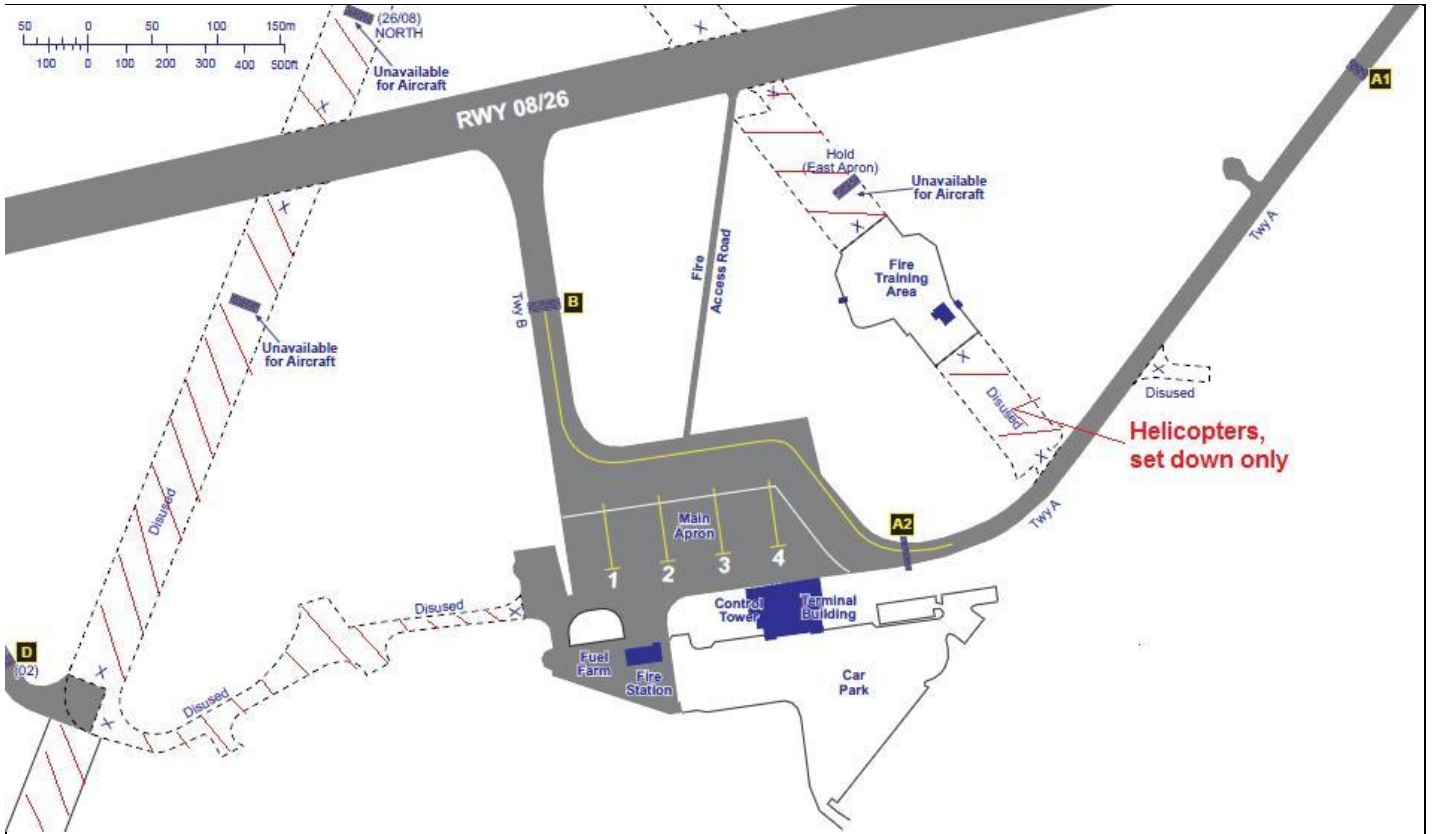 50 0 50 100 150m
100 0 100 200 300 400 500ft
(26/08)
NORTH
Unavailable
for Aircraft
X
X
RWY 08/26
A1
X
X
Hold
(East Apron)
Unavailable
for Aircraft
X
X
Twy A
Fire
Access Road
Fire
Training
Area
B
Twy B
Unavailable
for Aircraft
X
X
Disused
Disused
Helicopters,
set down only
X
Twy A
Disused
Main
Apron
A2
1
2
3
4
Disused
X
Control
Tower
Terminal
Building
D
(02)
X
X
Fuel
Farm
Fire
Station
Car
Park
Disused